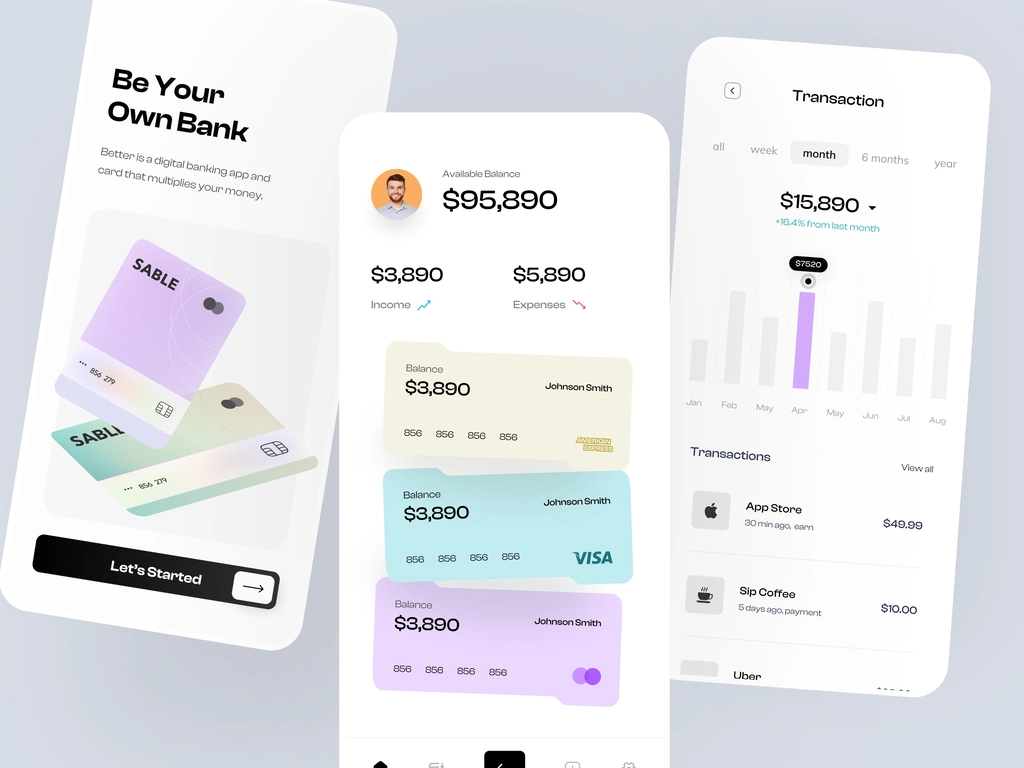 Be Your
Own Bank
Better is a digital banking app and
card that multiplies your money.
SABLE
••• 856 279
SABLE
••• 856 279
Let's Started
Available Balance
$95,890
$3,890
Income
$5,890
Expenses
Balance
$3,890
Johnson Smith
856 856 856 856
AMERICAN
EXPRESS
Balance
$3,890
Johnson Smith
856 856 856 856
VISA
Balance
$3,890
Johnson Smith
856 856 856 856
Transaction
all week month 6 months year
$15,890
+16.4% from last month
$7520
Jan Feb May Apr May Jun Jul Aug
Transactions
View all
App Store
30 min ago, earn
$49.99
Sip Coffee
5 days ago, payment
$10.00
Uber